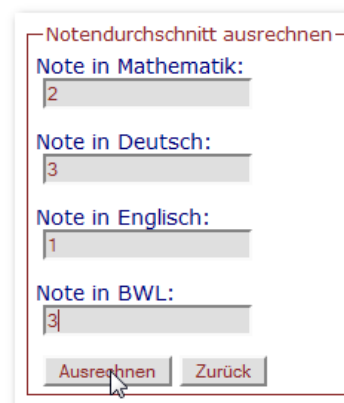 Notendurchschnitt ausrechnen
Note in Mathematik:
2
Note in Deutsch:
3
Note in Englisch:
1
Note in BWL:
3
Ausrechnen Zurück